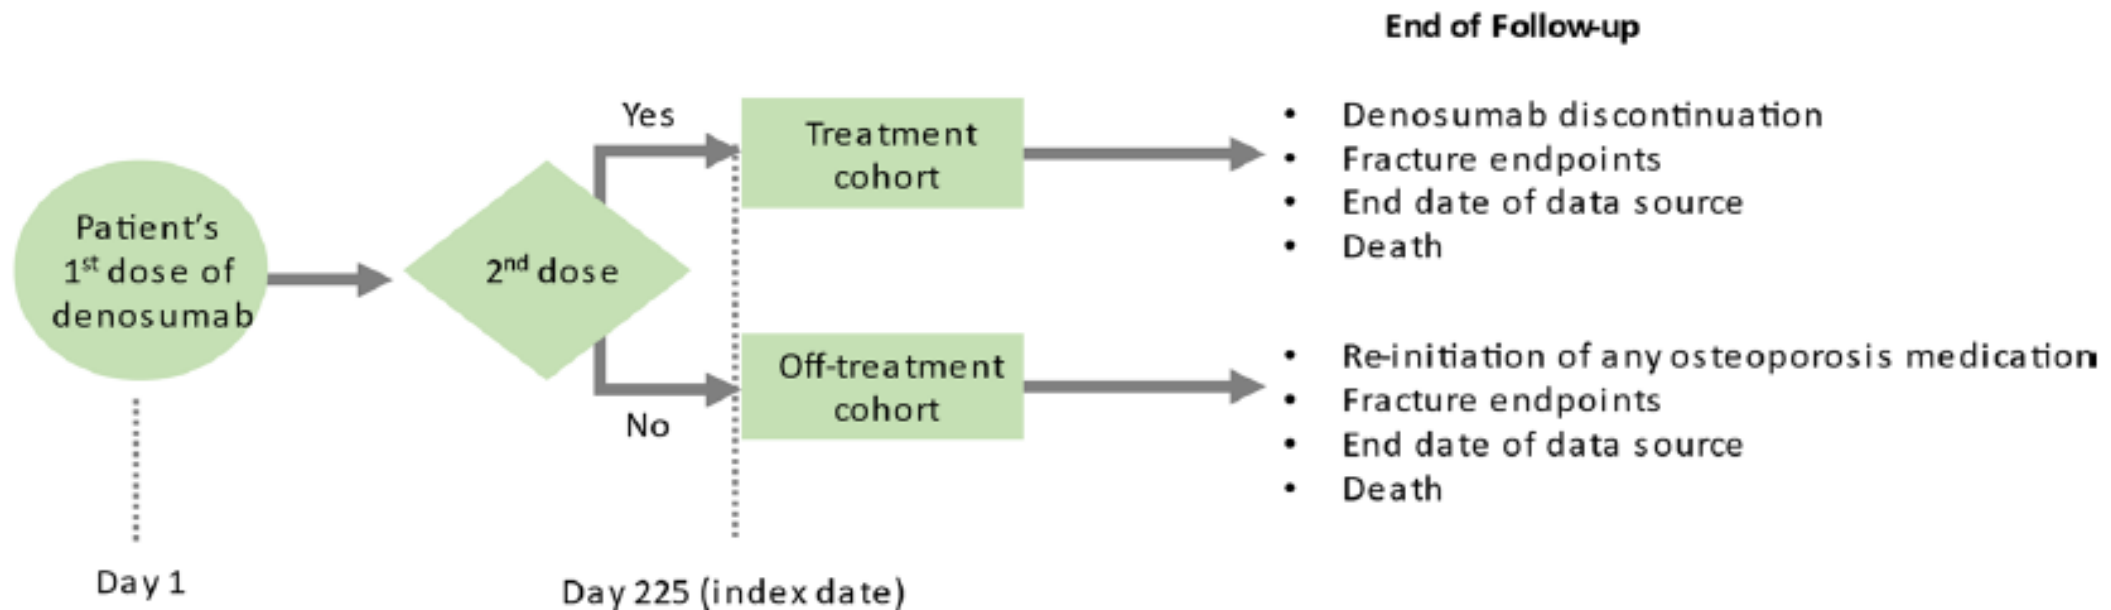 End of Follow-up
Patient's
1st dose of
denosumab
2nd dose
Yes
No
Treatment
cohort
Off-treatment
cohort
• Denosumab discontinuation
• Fracture endpoints
• End date of data source
• Death
• Re-initiation of any osteoporosis medication
• Fracture endpoints
• End date of data source
• Death
Day 1
Day 225 (index date)